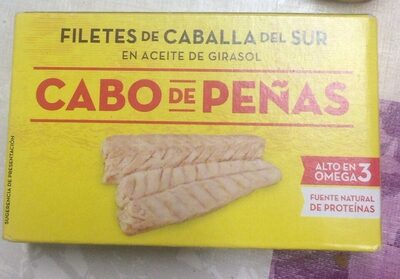 FILETES DE CABALLA DEL SUR
EN ACEITE DE GIRASOL
CABO DE PEÑAS
ALTO EN
OMEGA 3
FUENTE NATURAL
DE PROTEÍNAS
SUGERENCIA DE PRESENTACIÓN